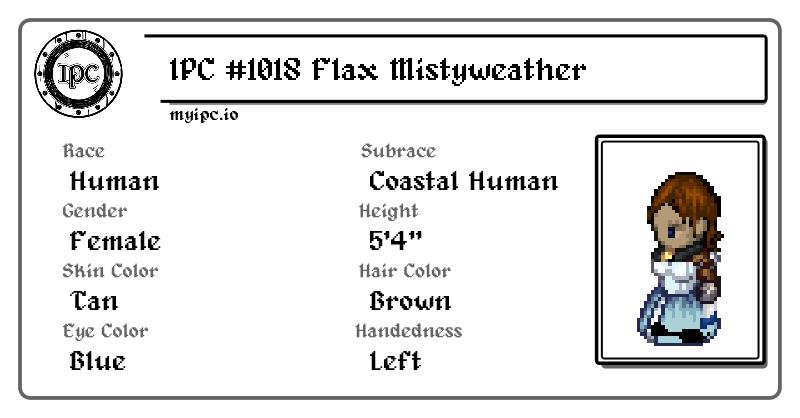 IPC
IPC #1018 Flax Mistyweather
myipc.io
Race
Human
Subrace
Coastal Human
Gender
Female
Height
5'4"
Skin Color
Tan
Hair Color
Brown
Eye Color
Blue
Handedness
Left